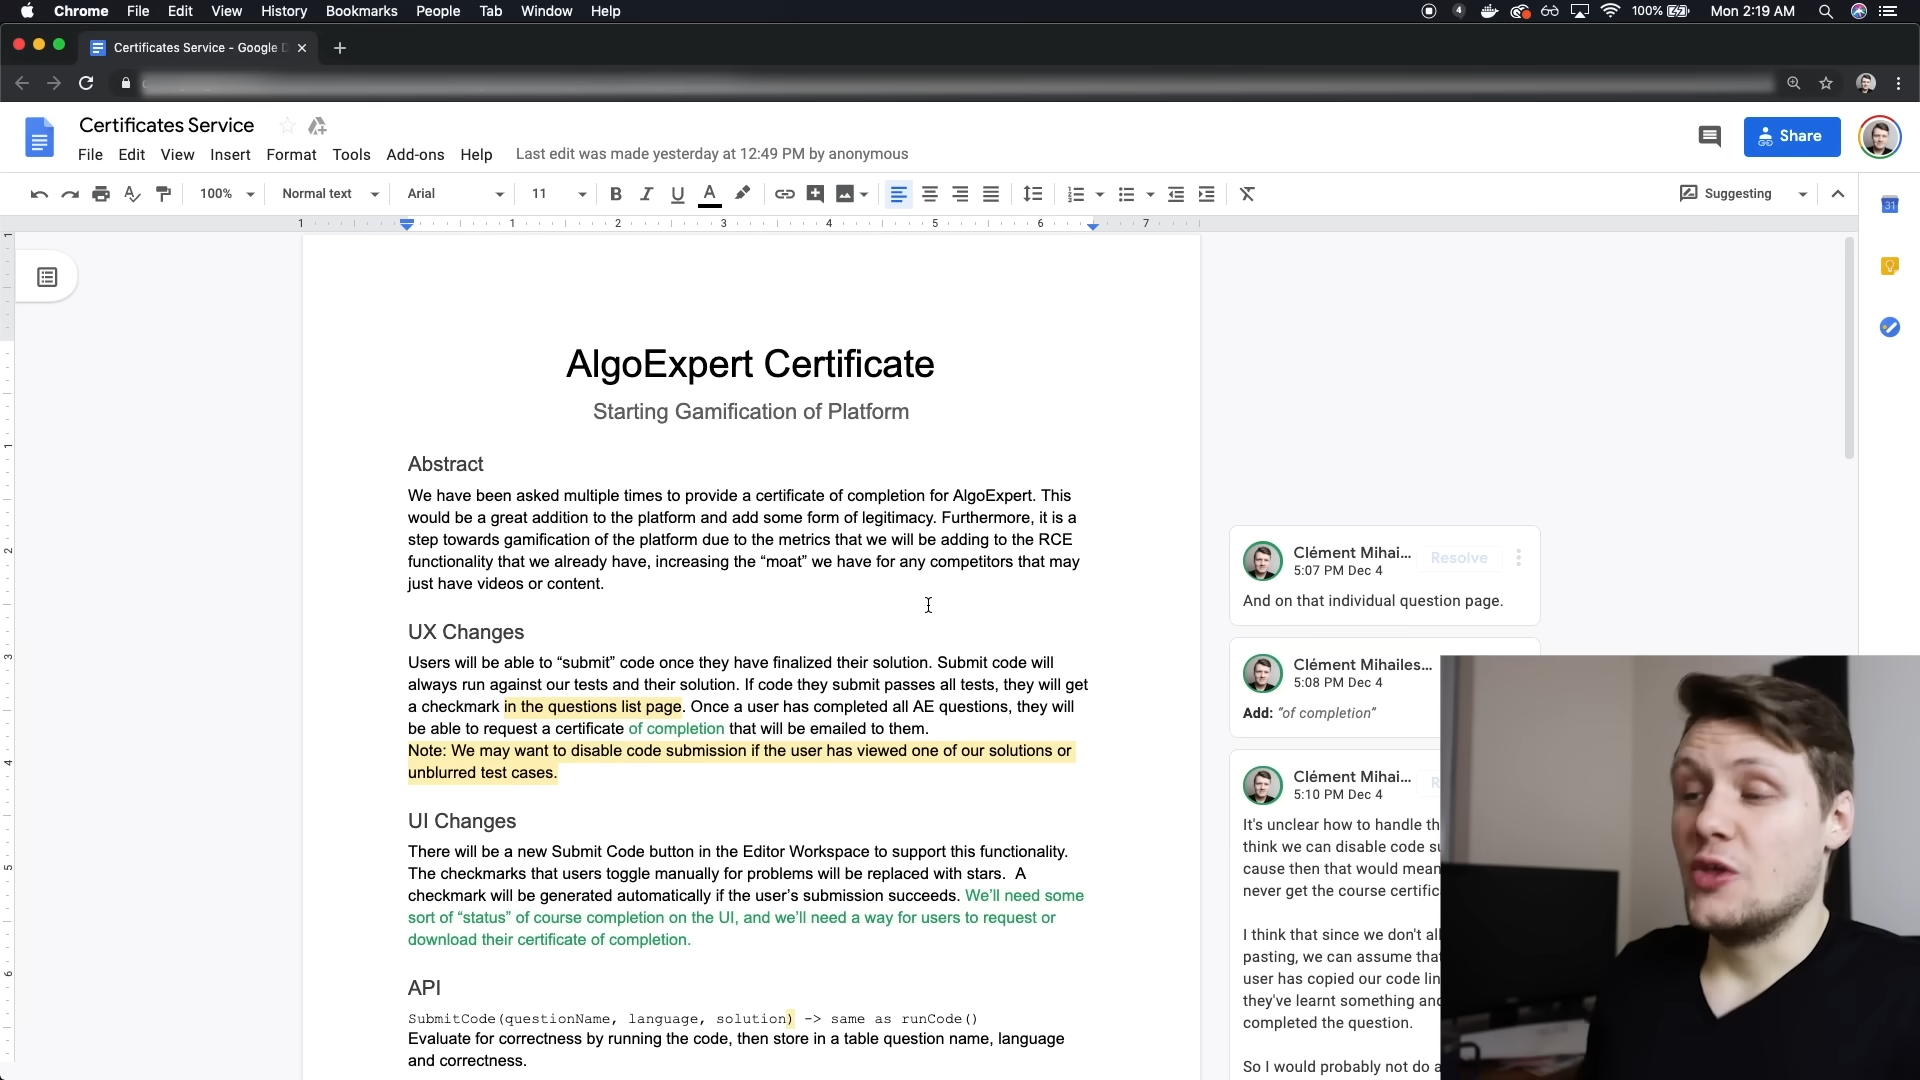 Chrome File Edit View History Bookmarks People Tab Window Help
4 100% Mon 2:19 AM
Certificates Service - Google D
Certificates Service
Share
File Edit View Insert Format Tools Add-ons Help Last edit was made yesterday at 12:49 PM by anonymous
100% Normal text Arial 11 B I U A Suggesting
31
1 1 2 3 4 5 6 7
AlgoExpert Certificate
Starting Gamification of Platform
Abstract
We have been asked multiple times to provide a certificate of completion for AlgoExpert. This
would be a great addition to the platform and add some form of legitimacy. Furthermore, it is a
step towards gamification of the platform due to the metrics that we will be adding to the RCE
functionality that we already have, increasing the “moat” we have for any competitors that may
just have videos or content.
UX Changes
Users will be able to “submit” code once they have finalized their solution. Submit code will
always run against our tests and their solution. If code they submit passes all tests, they will get
a checkmark in the questions list page. Once a user has completed all AE questions, they will
be able to request a certificate of completion that will be emailed to them.
Note: We may want to disable code submission if the user has viewed one of our solutions or
unblurred test cases.
UI Changes
There will be a new Submit Code button in the Editor Workspace to support this functionality.
The checkmarks that users toggle manually for problems will be replaced with stars. A
checkmark will be generated automatically if the user’s submission succeeds. We’ll need some
sort of “status” of course completion on the UI, and we’ll need a way for users to request or
download their certificate of completion.
API
SubmitCode(questionName, language, solution) -> same as runCode()
Evaluate for correctness by running the code, then store in a table question name, language
and correctness.
Clément Mihai... Resolve
5:07 PM Dec 4
And on that individual question page.
Clément Mihailes...
5:08 PM Dec 4
Add: “of completion”
Clément Mihai...
5:10 PM Dec 4
It's unclear how to handle
think we can disable code
cause then that would mean
never get the course
I think that since we don't
pasting, we can assume
user has copied our code
they've learnt something
completed the question.
So I would probably not do
1
1
2
3
4
5
6